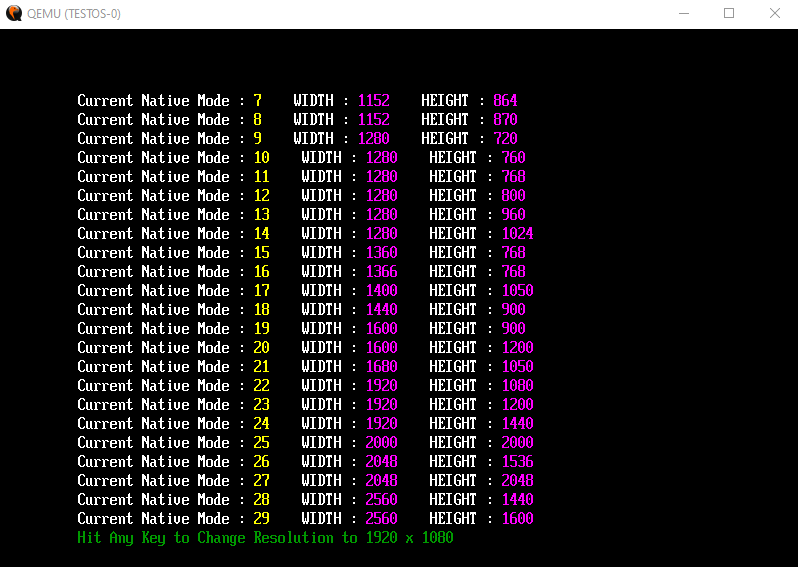 QEMU (TESTOS-0)
Current Native Mode : 7 WIDTH : 1152 HEIGHT : 864
Current Native Mode : 8 WIDTH : 1152 HEIGHT : 870
Current Native Mode : 9 WIDTH : 1280 HEIGHT : 720
Current Native Mode : 10 WIDTH : 1280 HEIGHT : 760
Current Native Mode : 11 WIDTH : 1280 HEIGHT : 768
Current Native Mode : 12 WIDTH : 1280 HEIGHT : 800
Current Native Mode : 13 WIDTH : 1280 HEIGHT : 960
Current Native Mode : 14 WIDTH : 1280 HEIGHT : 1024
Current Native Mode : 15 WIDTH : 1360 HEIGHT : 768
Current Native Mode : 16 WIDTH : 1366 HEIGHT : 768
Current Native Mode : 17 WIDTH : 1400 HEIGHT : 1050
Current Native Mode : 18 WIDTH : 1440 HEIGHT : 900
Current Native Mode : 19 WIDTH : 1600 HEIGHT : 900
Current Native Mode : 20 WIDTH : 1600 HEIGHT : 1200
Current Native Mode : 21 WIDTH : 1680 HEIGHT : 1050
Current Native Mode : 22 WIDTH : 1920 HEIGHT : 1080
Current Native Mode : 23 WIDTH : 1920 HEIGHT : 1200
Current Native Mode : 24 WIDTH : 1920 HEIGHT : 1440
Current Native Mode : 25 WIDTH : 2000 HEIGHT : 2000
Current Native Mode : 26 WIDTH : 2048 HEIGHT : 1536
Current Native Mode : 27 WIDTH : 2048 HEIGHT : 2048
Current Native Mode : 28 WIDTH : 2560 HEIGHT : 1440
Current Native Mode : 29 WIDTH : 2560 HEIGHT : 1600
Hit Any Key to Change Resolution to 1920 x 1080